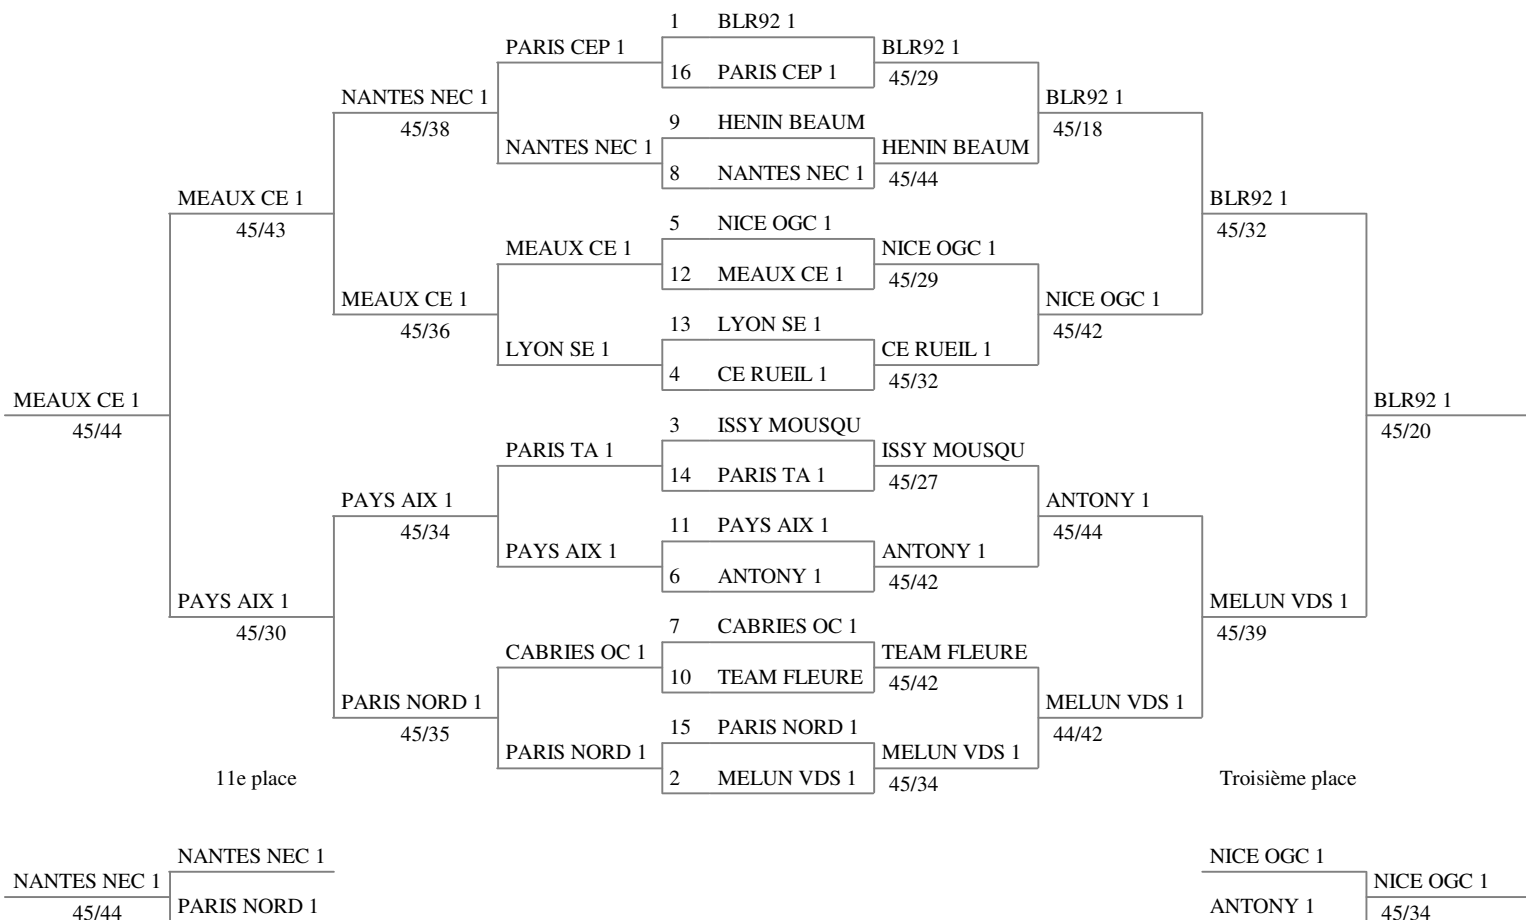 1 BLR92 1
PARIS CEP 1
BLR92 1
16 PARIS CEP 1
45/29
NANTES NEC 1
BLR92 1
45/38
45/18
9 HENIN BEAUM
NANTES NEC 1
HENIN BEAUM
8 NANTES NEC 1
45/44
MEAUX CE 1
BLR92 1
45/43
45/32
5 NICE OGC 1
MEAUX CE 1
NICE OGC 1
12 MEAUX CE 1
45/29
MEAUX CE 1
NICE OGC 1
45/36
45/42
13 LYON SE 1
LYON SE 1
CE RUEIL 1
4 CE RUEIL 1
45/32
MEAUX CE 1
BLR92 1
45/44
45/20
3 ISSY MOUSQU
PARIS TA 1
ISSY MOUSQU
14 PARIS TA 1
45/27
PAYS AIX 1
ANTONY 1
45/34
45/44
11 PAYS AIX 1
PAYS AIX 1
ANTONY 1
6 ANTONY 1
45/42
PAYS AIX 1
MELUN VDS 1
45/30
45/39
7 CABRIES OC 1
CABRIES OC 1
TEAM FLEURE
10 TEAM FLEURE
45/42
PARIS NORD 1
MELUN VDS 1
45/35
44/42
15 PARIS NORD 1
PARIS NORD 1
MELUN VDS 1
2 MELUN VDS 1
45/34
11e place
Troisième place
NANTES NEC 1
NICE OGC 1
NANTES NEC 1
NICE OGC 1
45/44
PARIS NORD 1
ANTONY 1
45/34